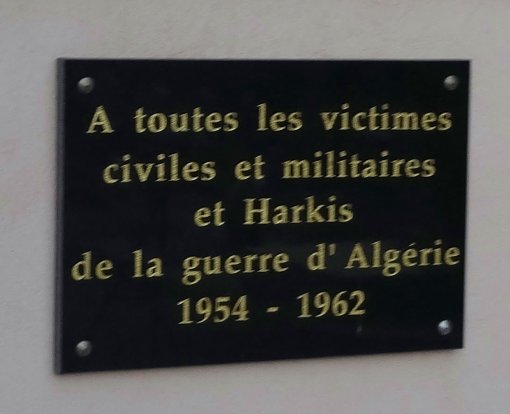 A toutes les victimes
civiles et militaires
et Harkis
de la guerre d'Algérie
1954 - 1962